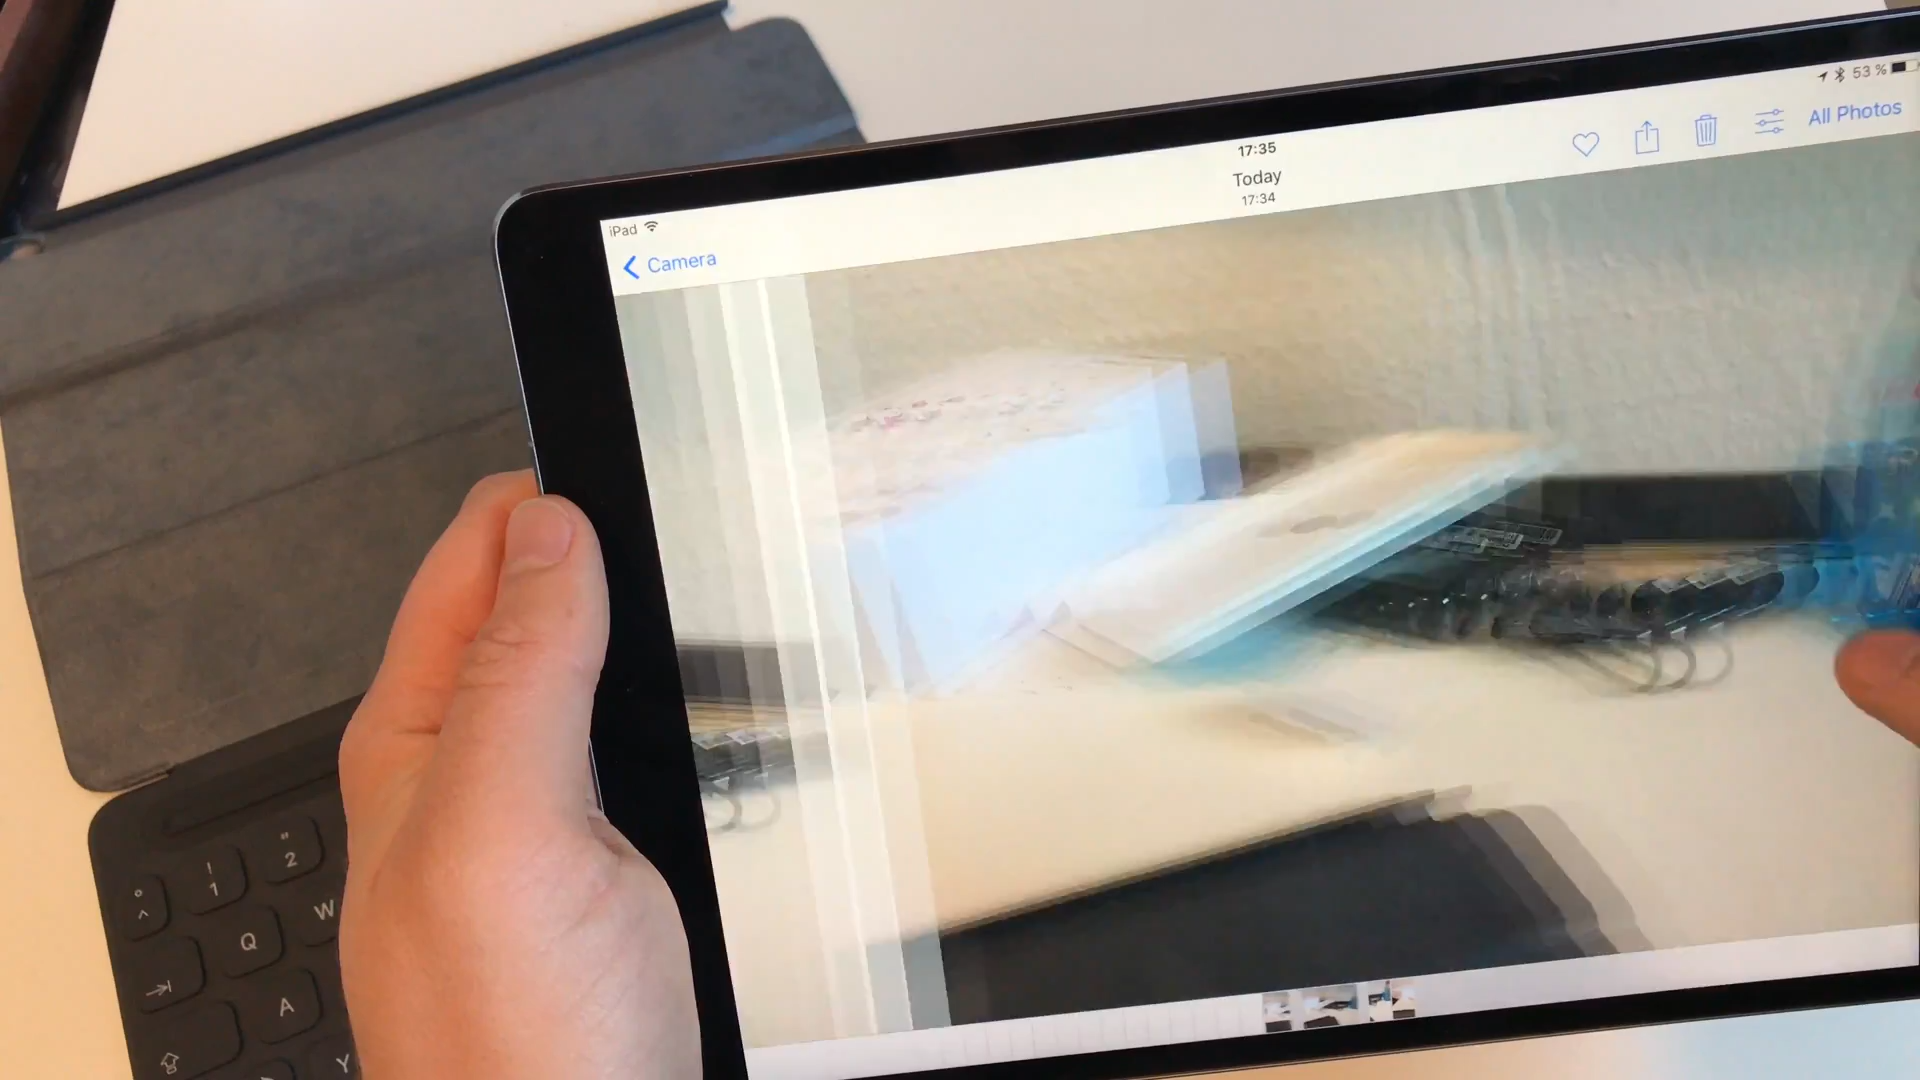 53 %
All Photos
17:35
Today
17:34
iPad
Camera
! "
° 1 2
^
Q W
A
Y